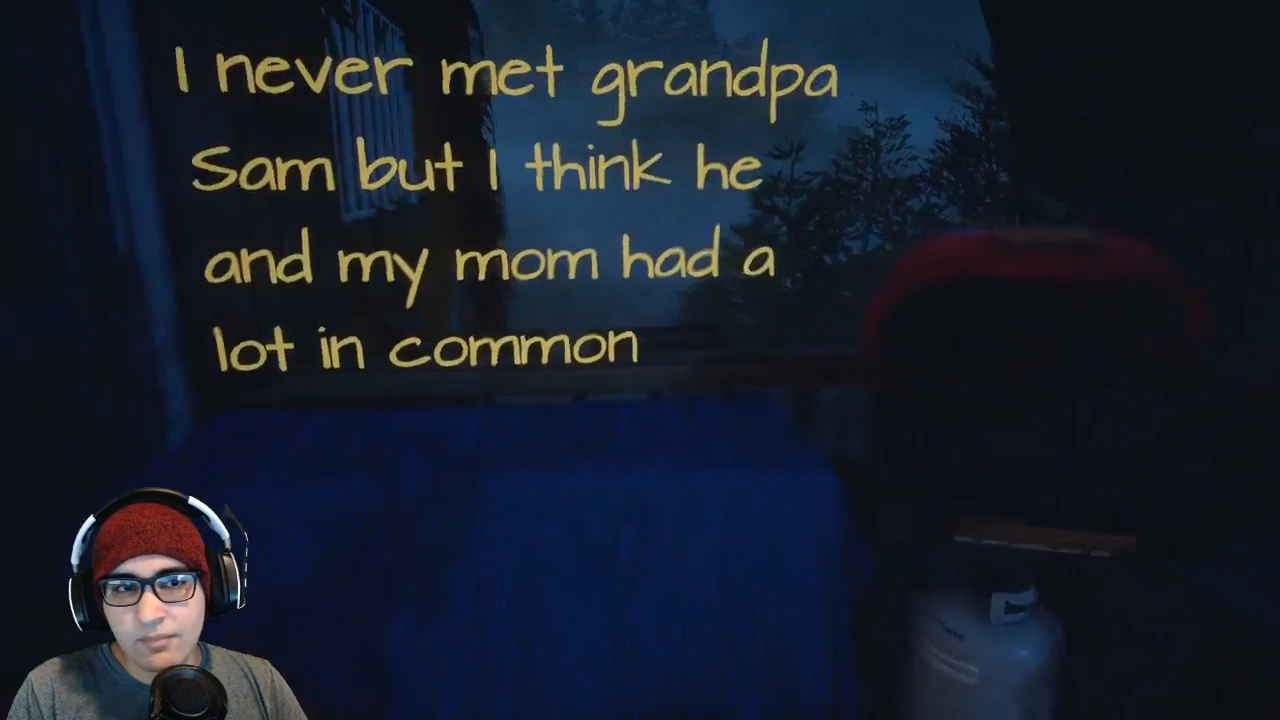 I never met grandpa
Sam but I think he
and my mom had a
lot in common